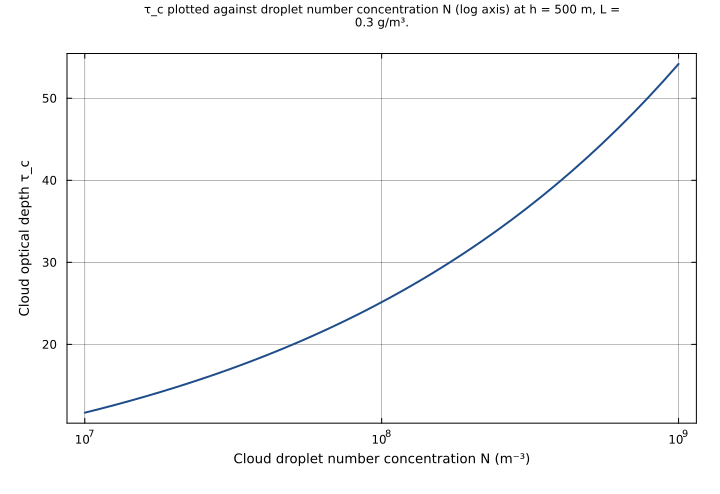 τ_c plotted against droplet number concentration N (log axis) at h = 500 m, L =
0.3 g/m³.
50
40
30
20
Cloud optical depth τ_c
10⁷
10⁸
10⁹
Cloud droplet number concentration N (m⁻³)